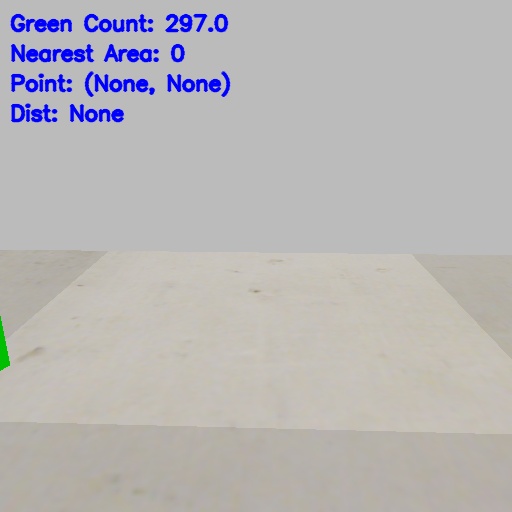 Green Count: 297.0
Nearest Area: 0
Point: (None, None)
Dist: None